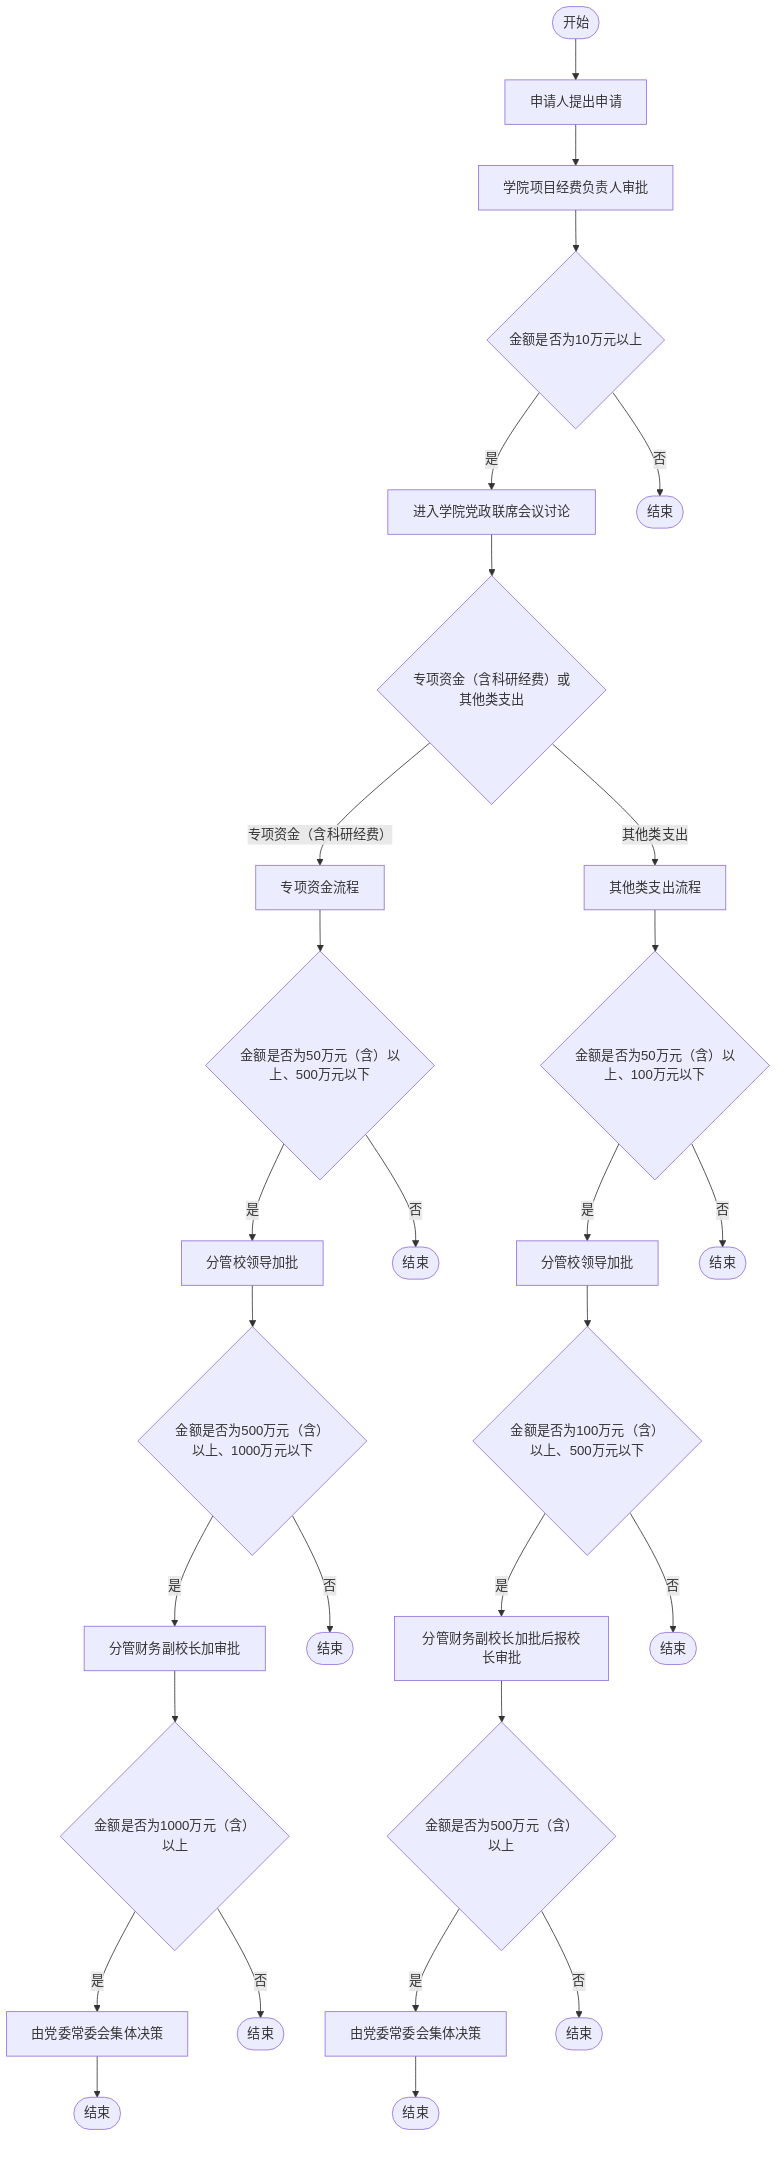 开始
申请人提出申请
学院项目经费负责人审批
金额是否为10万元以上
是
否
进入学院党政联席会议讨论
结束
专项资金（含科研经费）或
其他类支出
专项资金（含科研经费）
其他类支出
专项资金流程
其他类支出流程
金额是否为50万元（含）以
上、500万元以下
金额是否为50万元（含）以
上、100万元以下
是
否
是
否
分管校领导加批
结束
分管校领导加批
结束
金额是否为500万元（含）
以上、1000万元以下
金额是否为100万元（含）
以上、500万元以下
是
否
是
否
分管财务副校长加审批
结束
分管财务副校长加批后报校
长审批
结束
金额是否为1000万元（含）
以上
金额是否为500万元（含）
以上
是
否
是
否
由党委常委会集体决策
结束
由党委常委会集体决策
结束
结束
结束